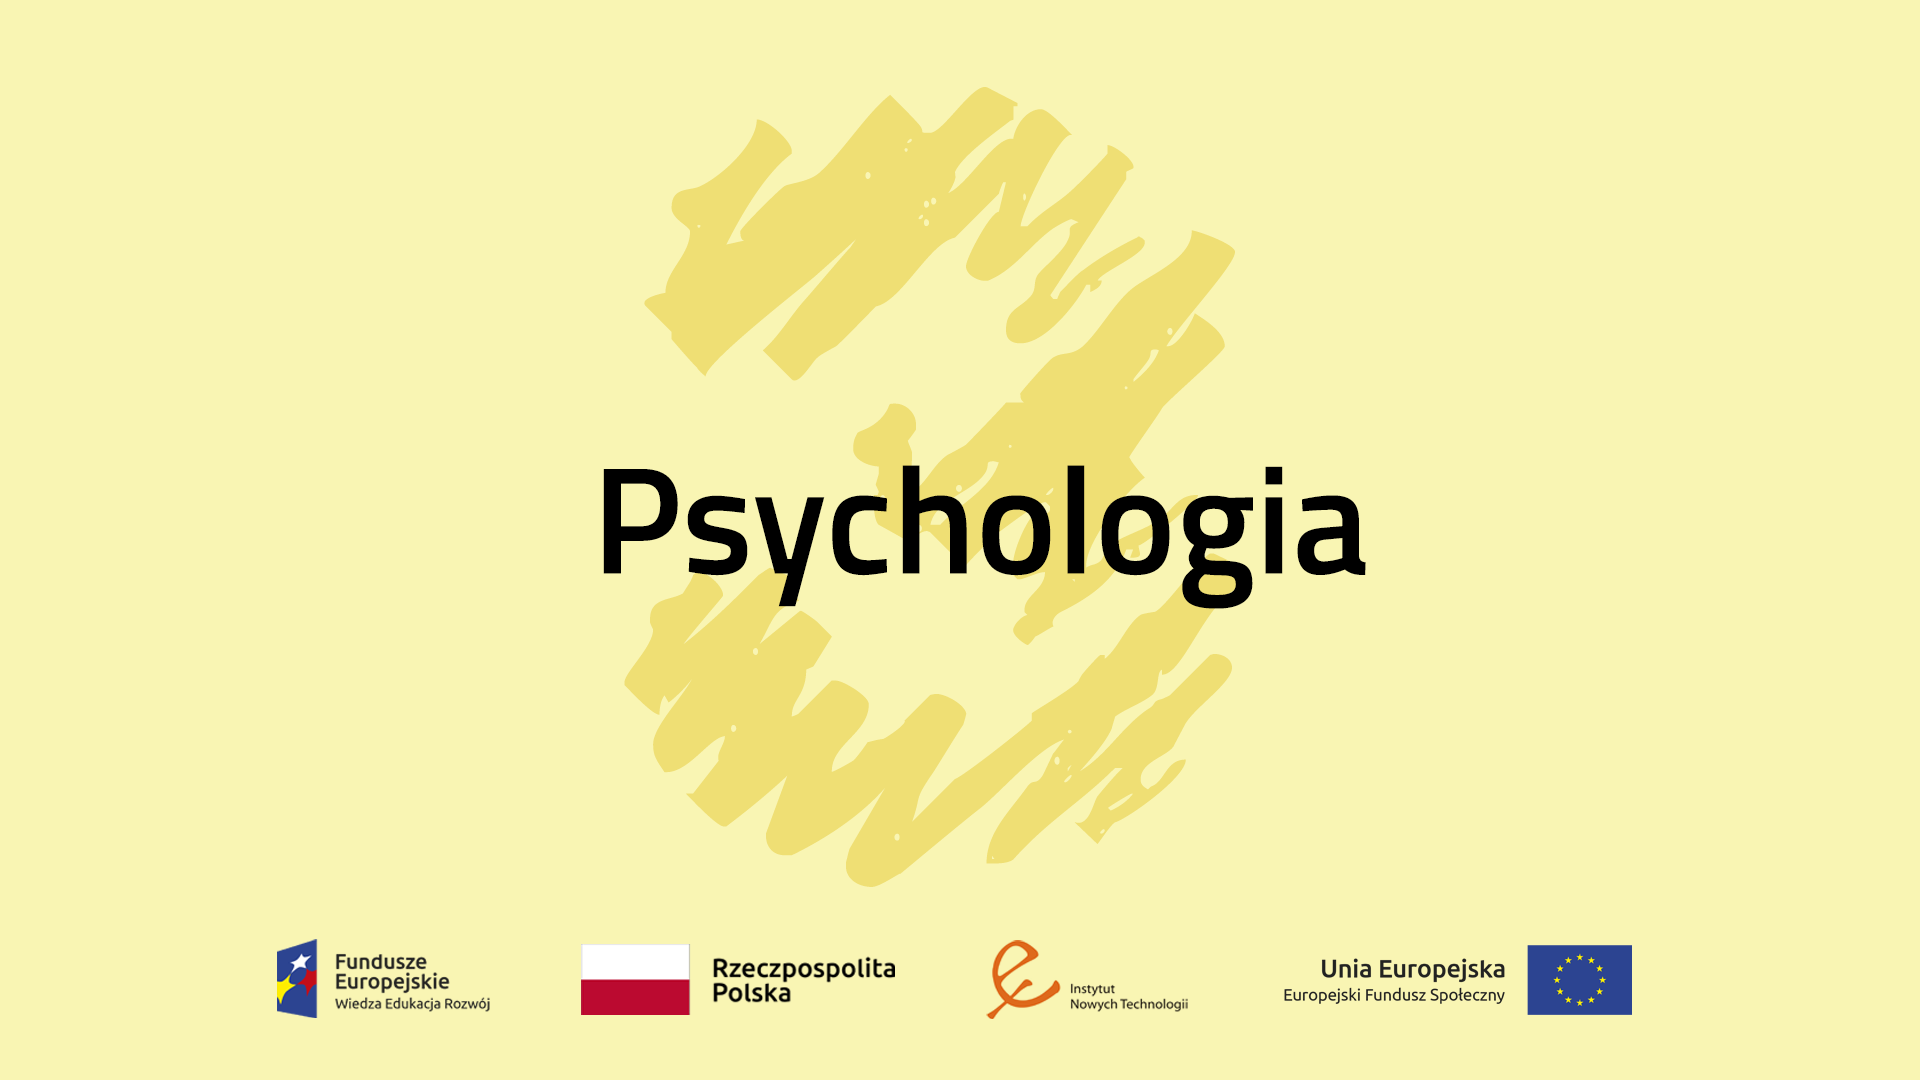 Psychologia
Fundusze
Europejskie
Wiedza Edukacja Rozwój
Rzeczpospolita
Polska
Instytut
Nowych Technologii
Unia Europejska
Europejski Fundusz Społeczny